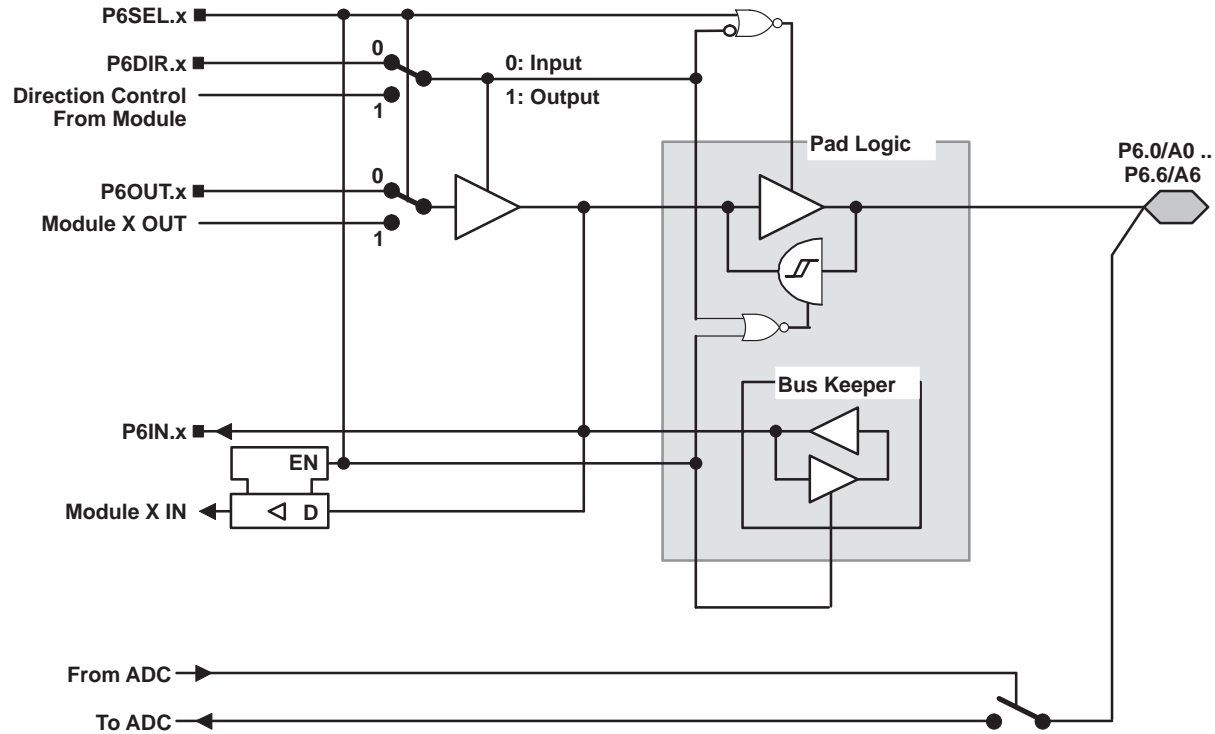 P6SEL.x
P6DIR.x
0
0: Input
Direction Control
From Module
1
1: Output
Pad Logic
P6.0/A0 ..
P6.6/A6
P6OUT.x
0
Module X OUT
1
Bus Keeper
P6IN.x
EN
Module X IN
D
From ADC
To ADC